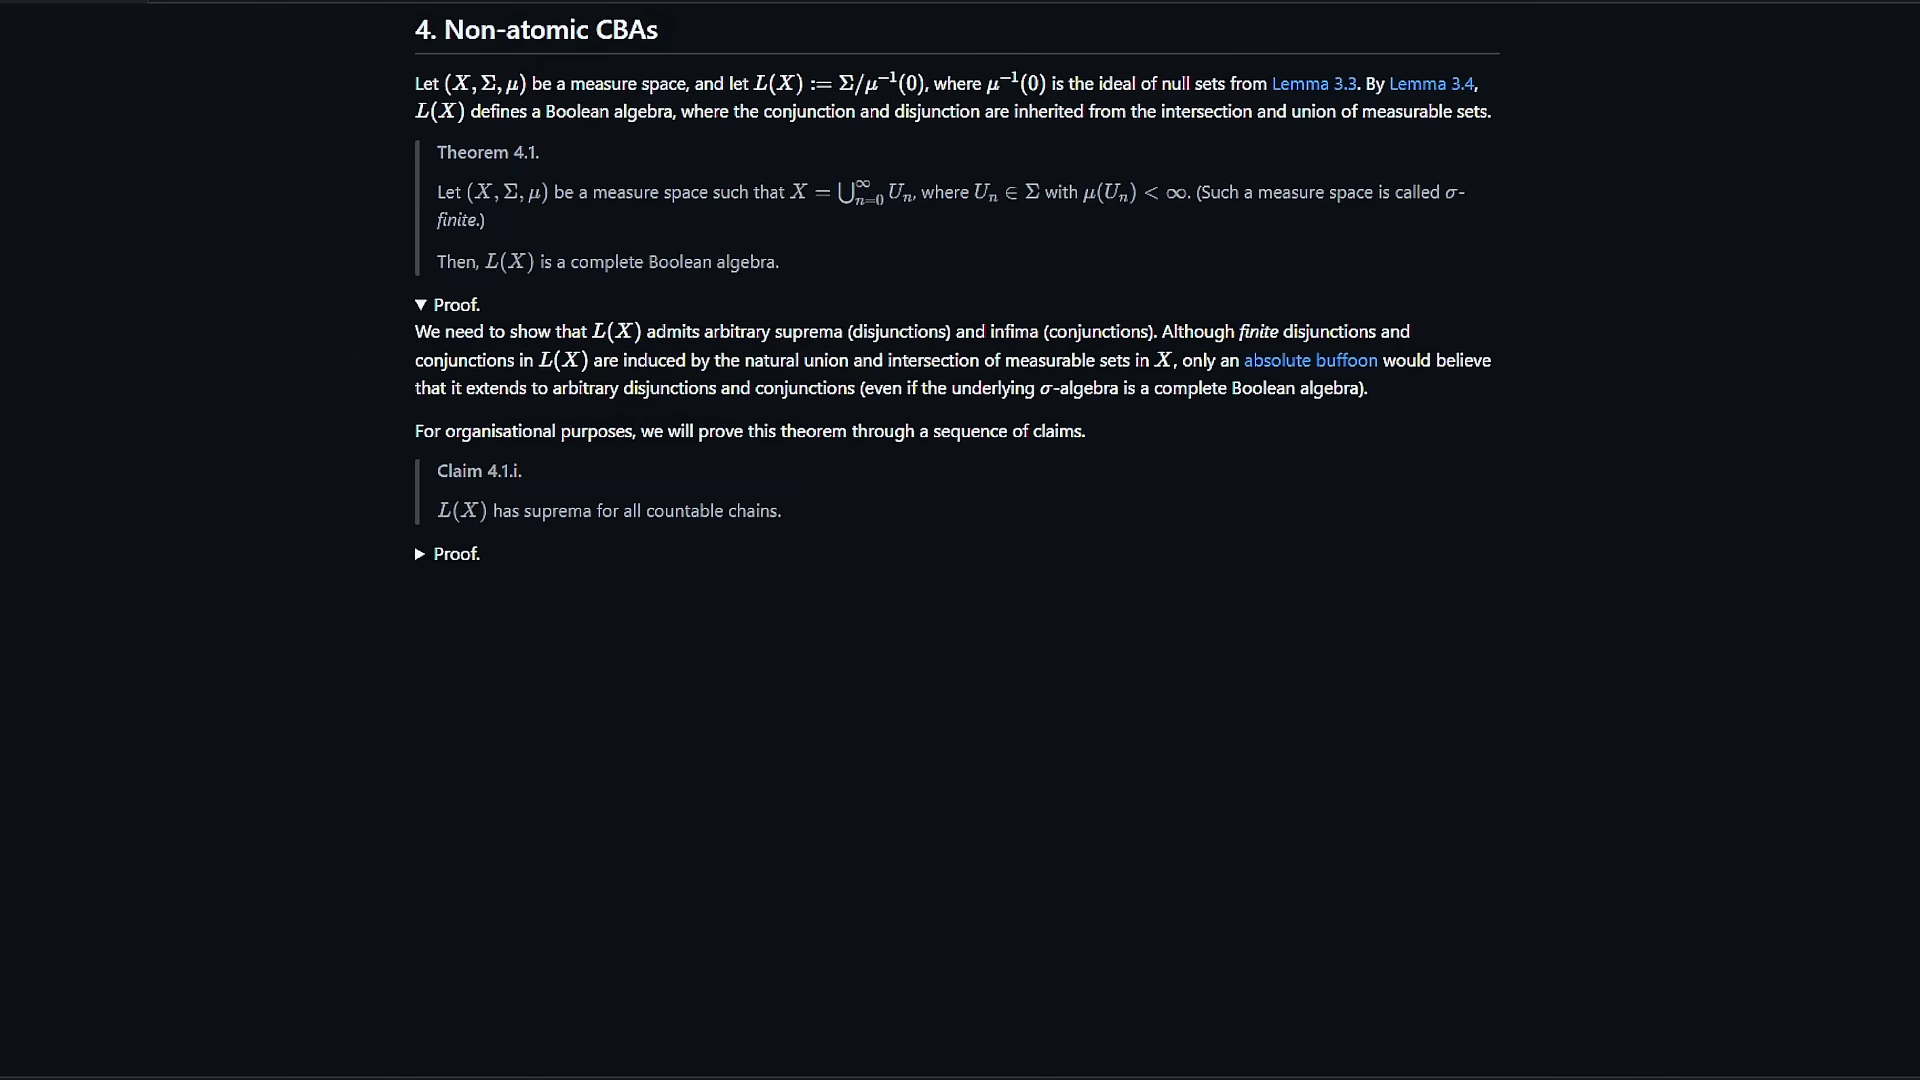 4. Non-atomic CBAs
Let (X, Σ, μ) be a measure space, and let L(X) := Σ/μ⁻¹(0), where μ⁻¹(0) is the ideal of null sets from Lemma 3.3. By Lemma 3.4,
L(X) defines a Boolean algebra, where the conjunction and disjunction are inherited from the intersection and union of measurable sets.
Theorem 4.1.
Let (X, Σ, μ) be a measure space such that X = ⋃_{n=0}^{∞} Uₙ, where Uₙ ∈ Σ with μ(Uₙ) < ∞. (Such a measure space is called σ-
finite.)
Then, L(X) is a complete Boolean algebra.
▼ Proof.
We need to show that L(X) admits arbitrary suprema (disjunctions) and infima (conjunctions). Although finite disjunctions and
conjunctions in L(X) are induced by the natural union and intersection of measurable sets in X, only an absolute buffoon would believe
that it extends to arbitrary disjunctions and conjunctions (even if the underlying σ-algebra is a complete Boolean algebra).
For organisational purposes, we will prove this theorem through a sequence of claims.
Claim 4.1.i.
L(X) has suprema for all countable chains.
▶ Proof.